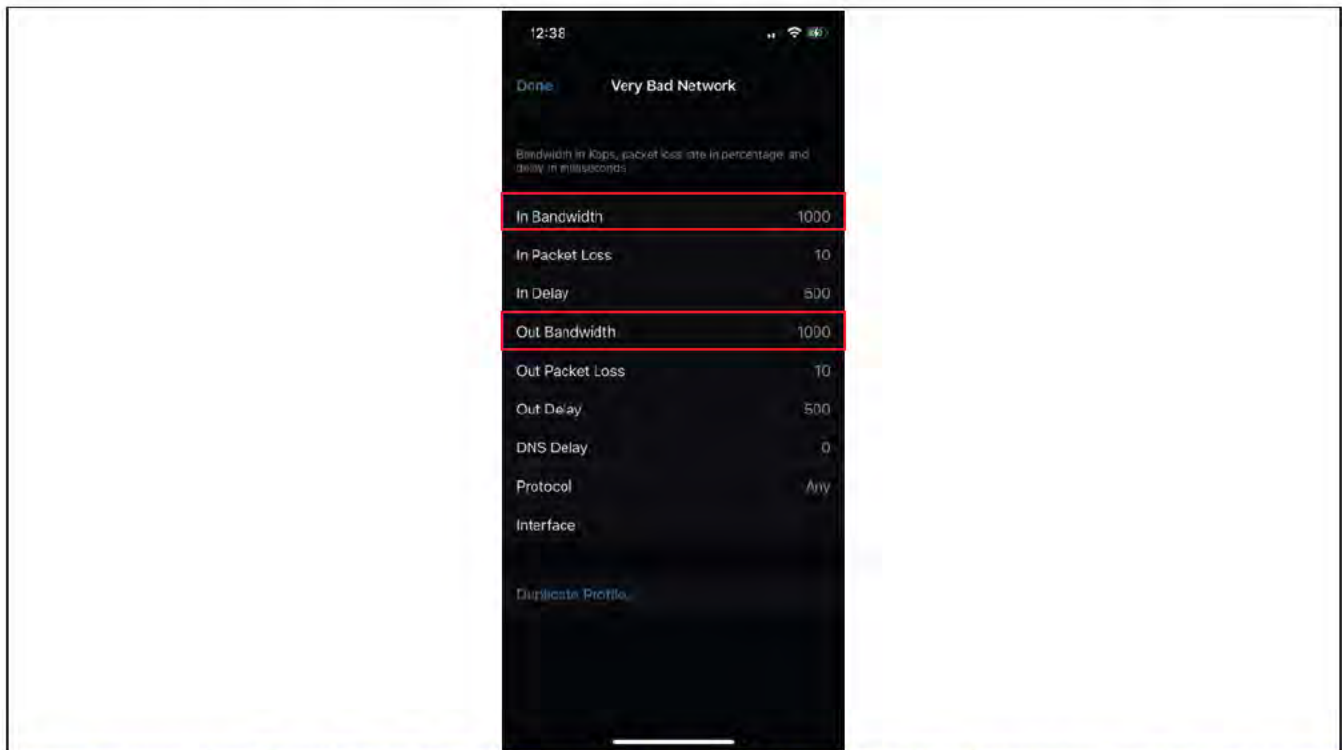 12:38
Done Very Bad Network
Bandwidth in Kbps, packet loss rate in percentage, and
delay in milliseconds
In Bandwidth 1000
In Packet Loss 10
In Delay 500
Out Bandwidth 1000
Out Packet Loss 10
Out Delay 500
DNS Delay 0
Protocol Any
Interface
Duplicate Profile...